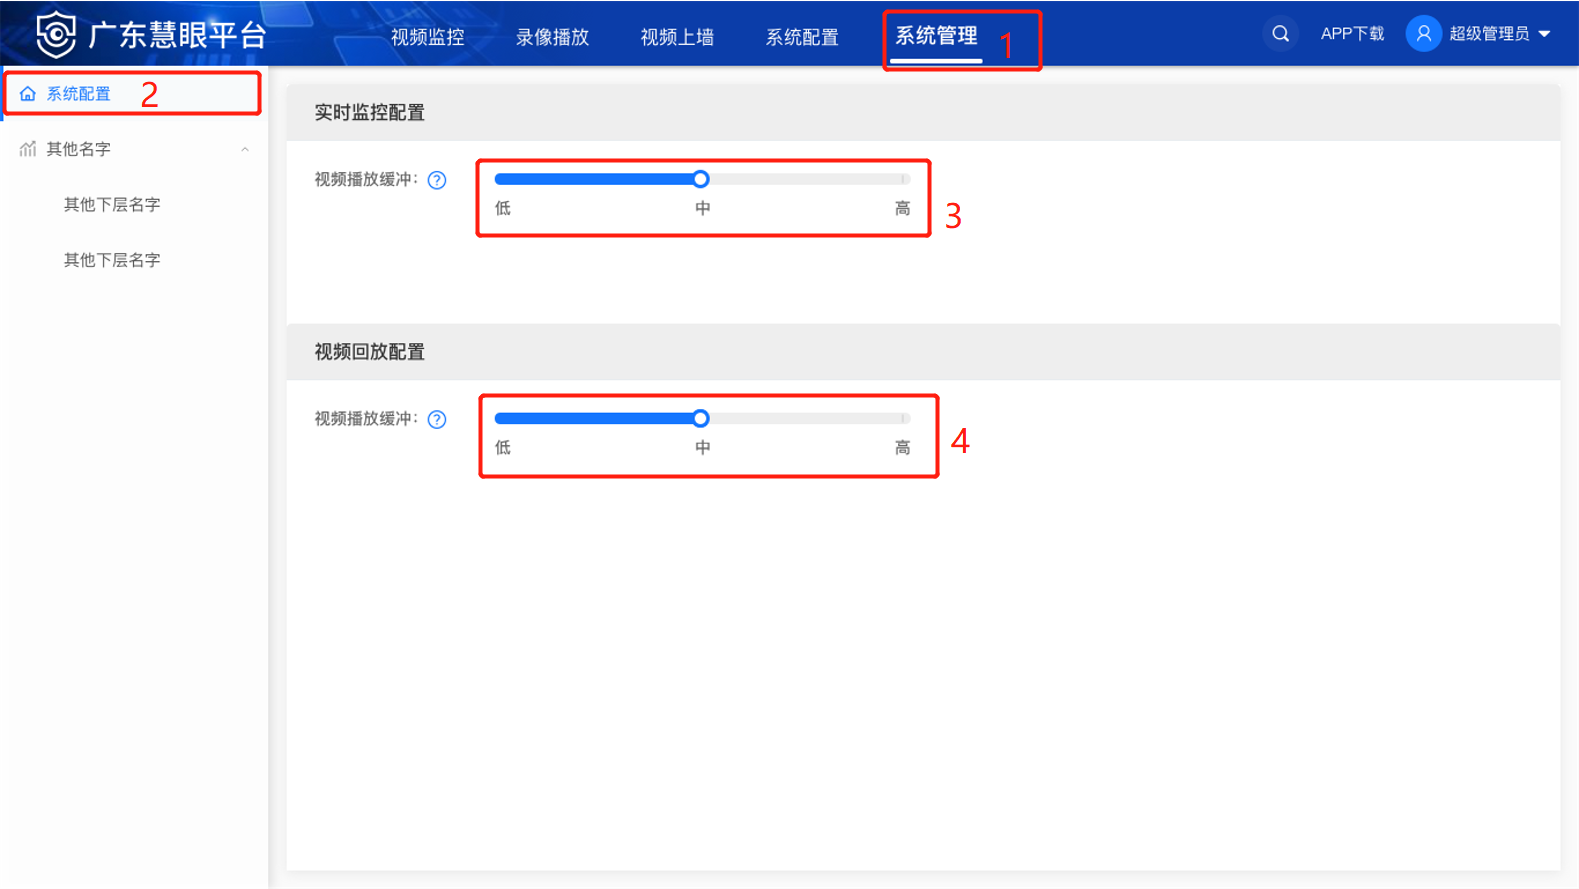 广东慧眼平台 视频监控 录像播放 视频上墙 系统配置 系统管理 1 APP下载 超级管理员
系统配置 2
其他名字
其他下层名字
其他下层名字
实时监控配置
视频播放缓冲: ?
低 中 高 3
视频回放配置
视频播放缓冲: ?
低 中 高 4